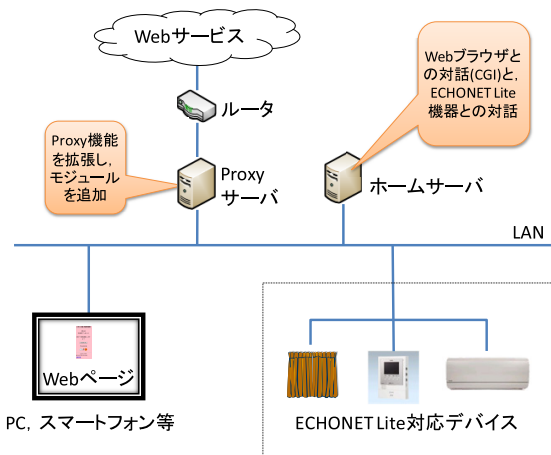 Webサービス
ルータ
Proxy機能
を拡張し,
モジュール
を追加
Proxy
サーバ
Webブラウザと
の対話(CGI)と,
ECHONET Lite
機器との対話
ホームサーバ
LAN
Webページ
PC, スマートフォン等
ECHONET Lite対応デバイス